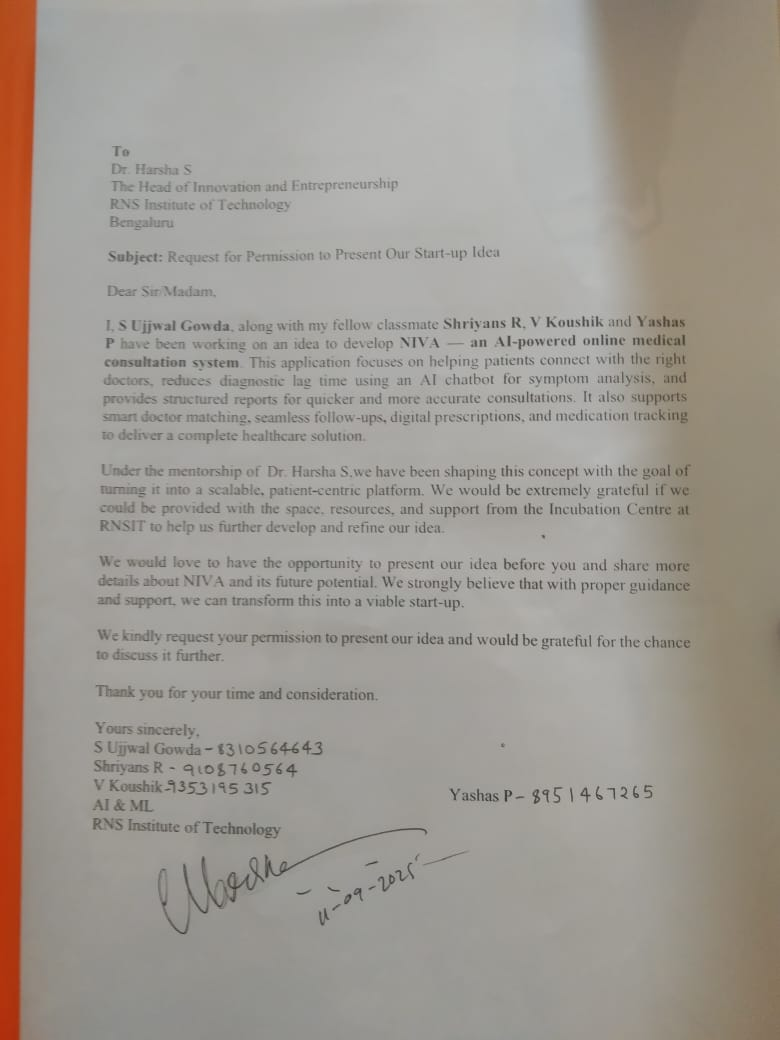 To
Dr. Harsha S
The Head of Innovation and Entrepreneurship
RNS Institute of Technology
Bengaluru
Subject: Request for Permission to Present Our Start-up Idea
Dear Sir/Madam,
I, S Ujjwal Gowda, along with my fellow classmate Shriyans R, V Koushik and Yashas
P have been working on an idea to develop NIVA — an AI-powered online medical
consultation system. This application focuses on helping patients connect with the right
doctors, reduces diagnostic lag time using an AI chatbot for symptom analysis, and
provides structured reports for quicker and more accurate consultations. It also supports
smart doctor matching, seamless follow-ups, digital prescriptions, and medication tracking
to deliver a complete healthcare solution.
Under the mentorship of Dr. Harsha S,we have been shaping this concept with the goal of
turning it into a scalable, patient-centric platform. We would be extremely grateful if we
could be provided with the space, resources, and support from the Incubation Centre at
RNSIT to help us further develop and refine our idea.
We would love to have the opportunity to present our idea before you and share more
details about NIVA and its future potential. We strongly believe that with proper guidance
and support, we can transform this into a viable start-up.
We kindly request your permission to present our idea and would be grateful for the chance
to discuss it further.
Thank you for your time and consideration.
Yours sincerely,
S Ujjwal Gowda - 8310564643
Shriyans R - 9108760564
V Koushik - 9353195315
Yashas P - 8951467265
AI & ML
RNS Institute of Technology
11-09-2025